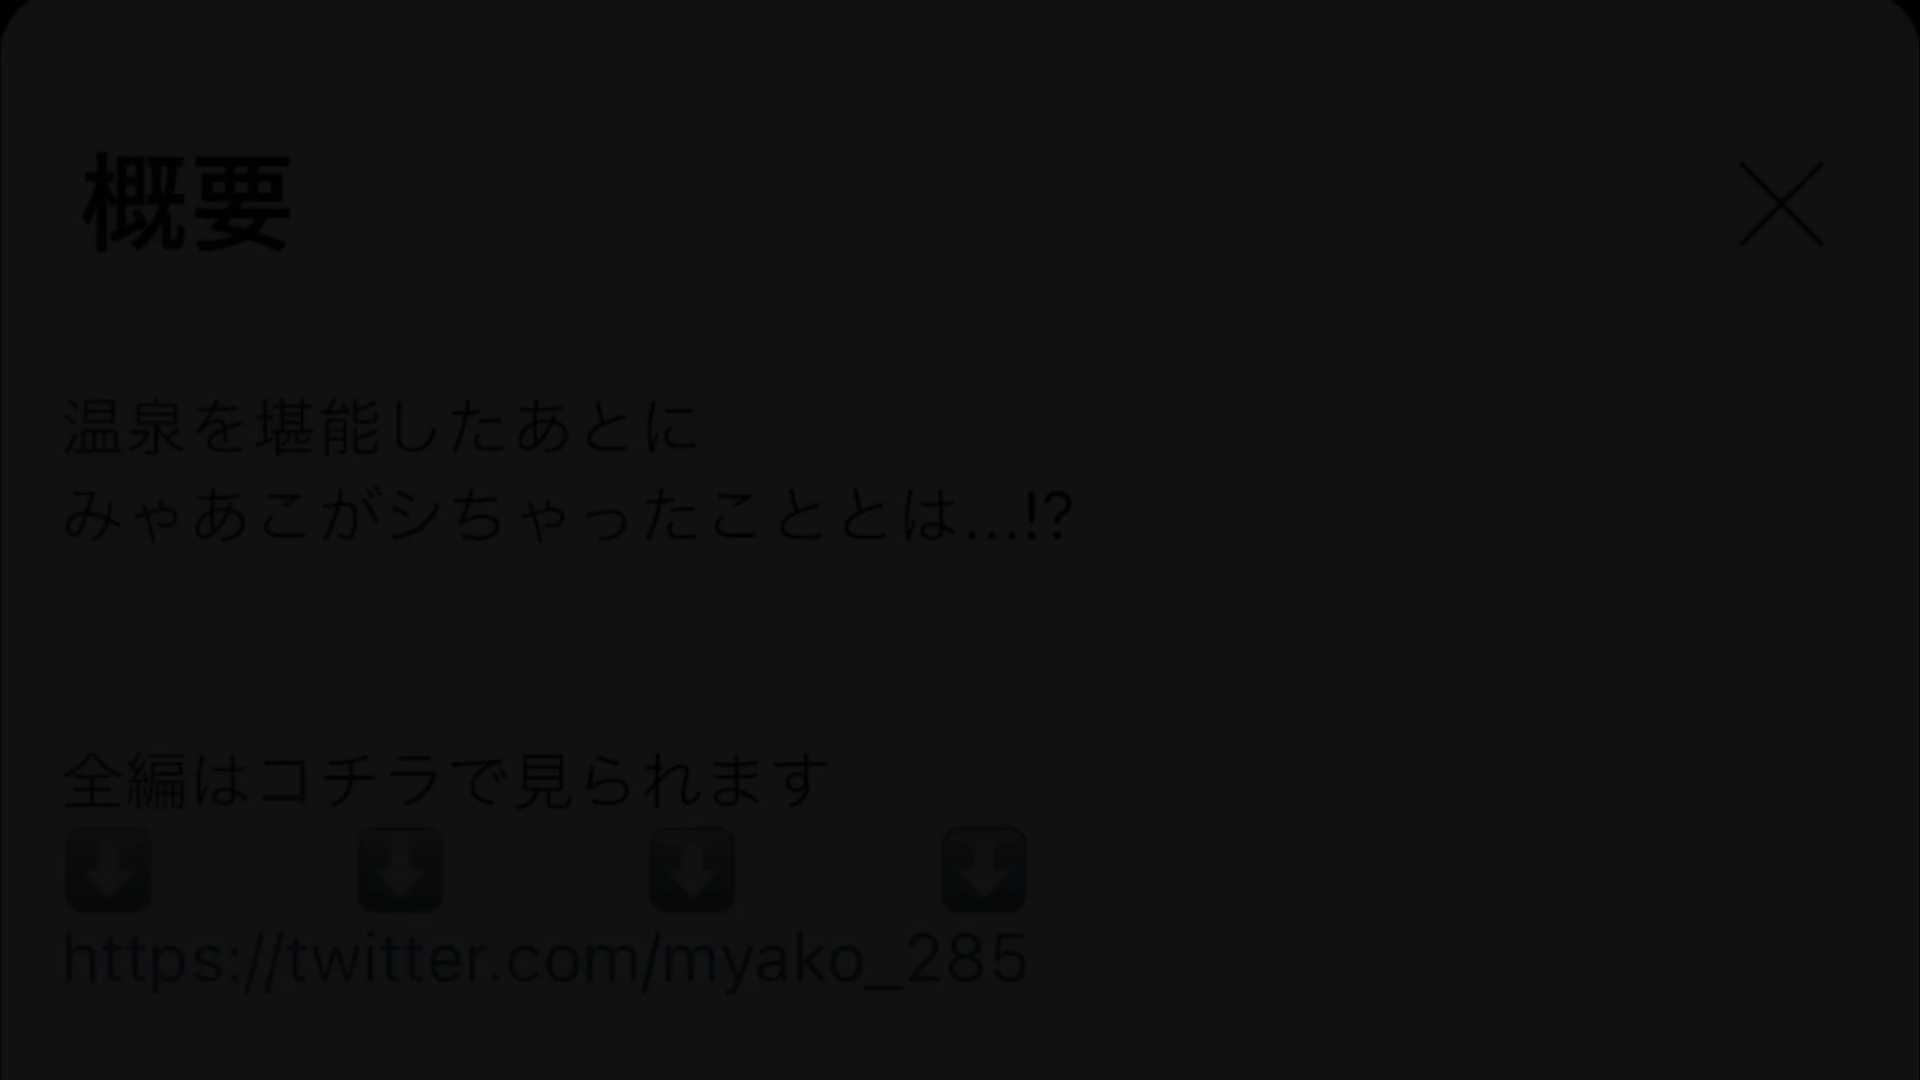 概要
温泉を堪能したあとに
みゃあこがシちゃったこととは…!?
全編はコチラで見られます
⬇️ ⬇️ ⬇️ ⬇️
https://twitter.com/myako_285